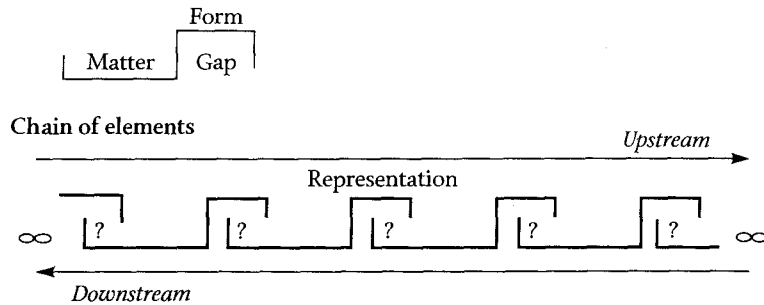 Form
Matter Gap
Chain of elements
Upstream
Representation
? ? ? ? ?
∞ ∞
Downstream